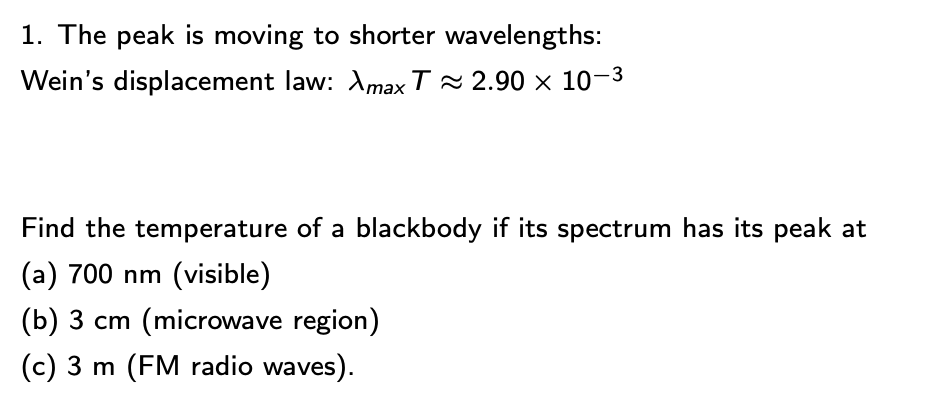 1. The peak is moving to shorter wavelengths:
Wein's displacement law: λₘₐₓT ≈ 2.90 × 10⁻³
Find the temperature of a blackbody if its spectrum has its peak at
(a) 700 nm (visible)
(b) 3 cm (microwave region)
(c) 3 m (FM radio waves).